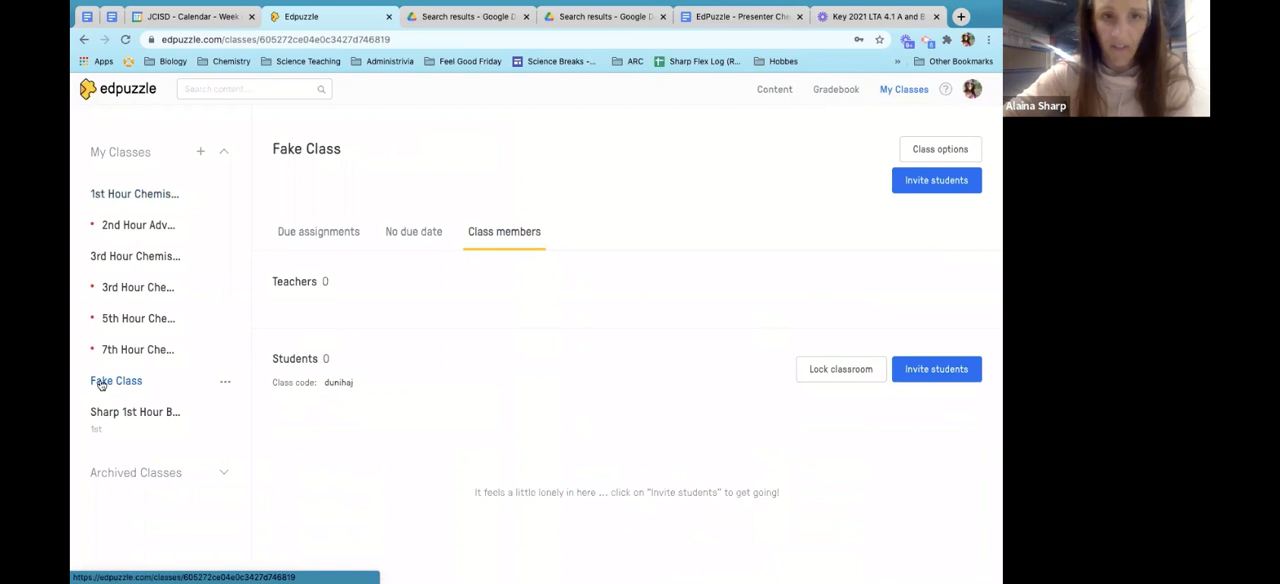 JCISD - Calendar - Week
Edpuzzle
Search results - Google D
Search results - Google D
EdPuzzle - Presenter Che
Key 2021 LTA 4.1 A and B
edpuzzle.com/classes/605272ce04e0c3427d746819
Apps
Biology
Chemistry
Science Teaching
Administrivia
Feel Good Friday
Science Breaks -...
ARC
Sharp Flex Log (R...
Hobbes
Other Bookmarks
edpuzzle
Search content...
Content
Gradebook
My Classes
Alaina Sharp
My Classes
1st Hour Chemis...
2nd Hour Adv...
3rd Hour Chemis...
3rd Hour Che...
5th Hour Che...
7th Hour Che...
Fake Class
Sharp 1st Hour B...
1st
Archived Classes
Fake Class
Class options
Invite students
Due assignments
No due date
Class members
Teachers 0
Students 0
Class code: dunihaj
Lock classroom
Invite students
It feels a little lonely in here ... click on "Invite students" to get going!
https://edpuzzle.com/classes/605272ce04e0c3427d746819